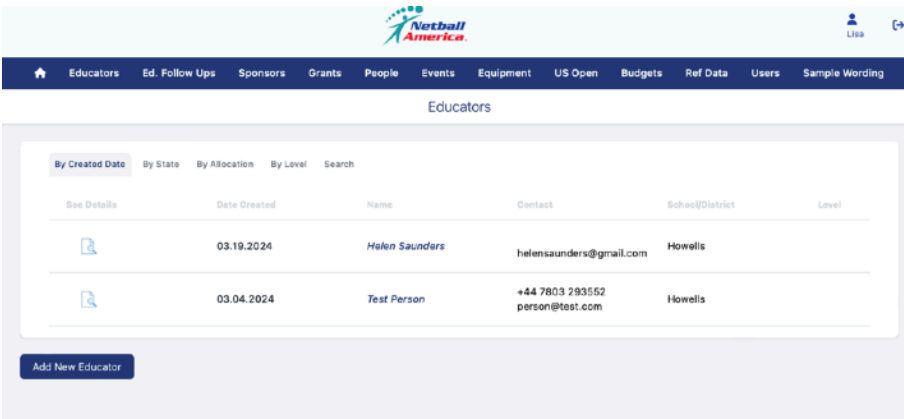 Netball
America.
Lisa
Educators Ed. Follow Ups Sponsors Grants People Events Equipment US Open Budgets Ref Data Users Sample Wording
Educators
By Created Date By State By Allocation By Level Search
See Details Date Created Name Contact School/District Level
03.19.2024 Helen Saunders helensaunders@gmail.com Howells
03.04.2024 Test Person +44 7803 293552 Howells
person@test.com
Add New Educator